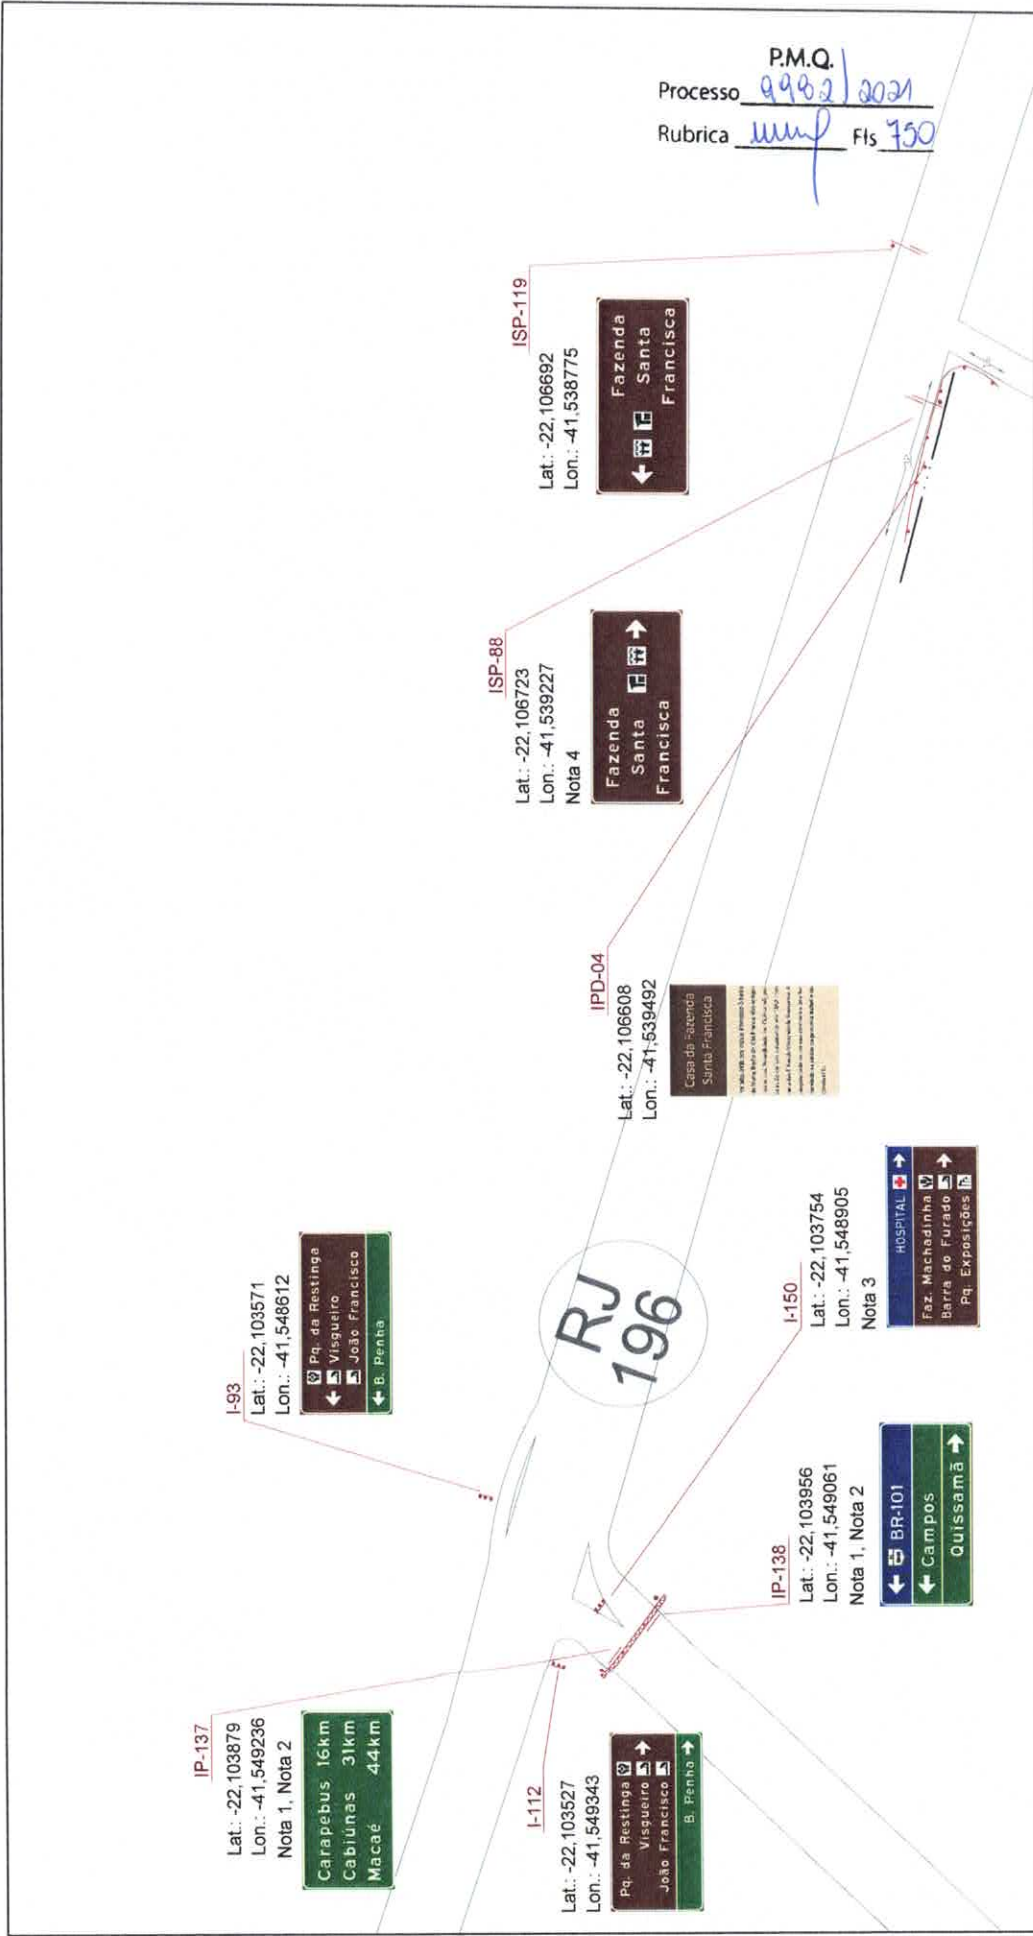 P.M.Q.
Processo 9982/2021
Rubrica Fls 750
IP-137
Lat.: -22,103879
Lon.: -41,549236
Nota 1, Nota 2
Carapebus 16km
Cabiúnas 31km
Macaé 44km
I-93
Lat.: -22,103571
Lon.: -41,548612
Pq. da Restinga
Visgueiro
João Francisco
B. Penha
ISP-88
Lat.: -22,106723
Lon.: -41,539227
Nota 4
Fazenda
Santa
Francisca
ISP-119
Lat.: -22,106692
Lon.: -41,538775
Fazenda
Santa
Francisca
I-112
Lat.: -22,103527
Lon.: -41,549343
Pq. da Restinga
Visgueiro
João Francisco
B. Penha
RJ
196
IPD-04
Lat.: -22,106608
Lon.: -41,539492
Casa da Fazenda
Santa Francisca
IP-138
Lat.: -22,103956
Lon.: -41,549061
Nota 1, Nota 2
BR-101
Campos
Quissamã
I-150
Lat.: -22,103754
Lon.: -41,548905
Nota 3
HOSPITAL
Faz. Machadinha
Barra do Furado
Pq. Exposições